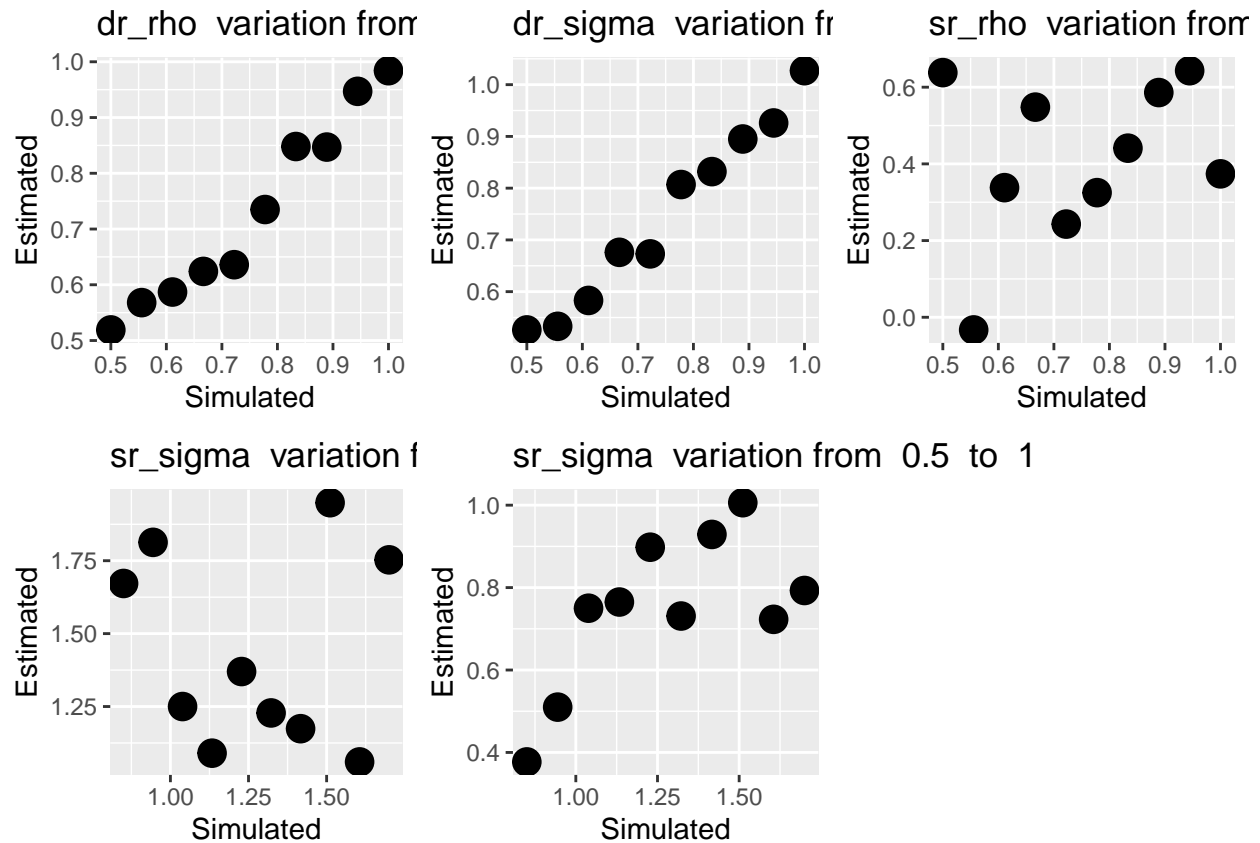 dr_rho  variation from
1.0
0.9
0.8
0.7
0.6
0.5
Estimated
0.5 0.6 0.7 0.8 0.9 1.0
Simulated
dr_sigma  variation fr
1.0
0.9
0.8
0.7
0.6
Estimated
0.5 0.6 0.7 0.8 0.9 1.0
Simulated
sr_rho  variation from
0.6
0.4
0.2
0.0
Estimated
0.5 0.6 0.7 0.8 0.9 1.0
Simulated
sr_sigma  variation f
1.75
1.50
1.25
Estimated
1.00 1.25 1.50
Simulated
sr_sigma  variation from  0.5  to  1
1.0
0.8
0.6
0.4
Estimated
1.00 1.25 1.50
Simulated